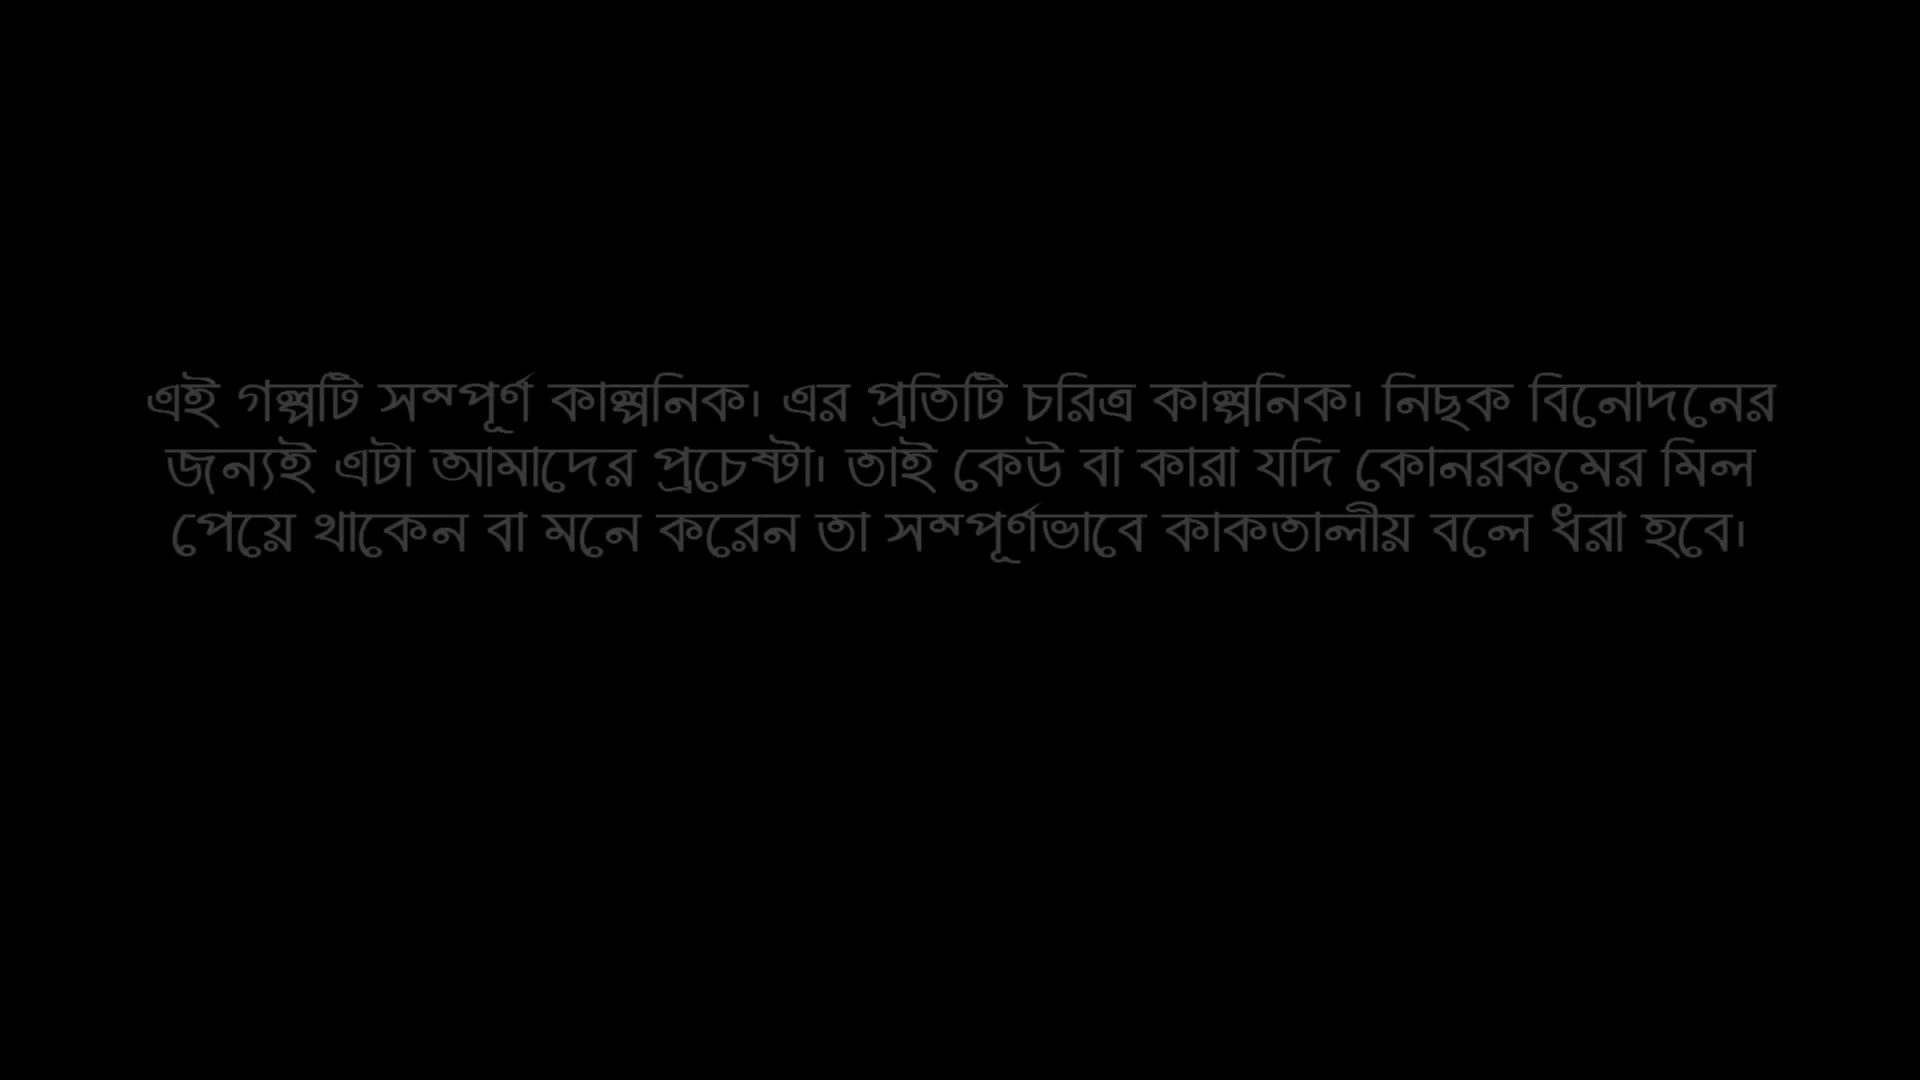 এই গল্পটি সম্পূর্ণ কাল্পনিক। এর প্রতিটি চরিত্র কাল্পনিক। নিছক বিনোদনের
জন্যই এটা আমাদের প্রচেষ্টা। তাই কেউ বা কারা যদি কোনরকমের মিল
পেয়ে থাকেন বা মনে করেন তা সম্পূর্ণভাবে কাকতালীয় বলে ধরা হবে।